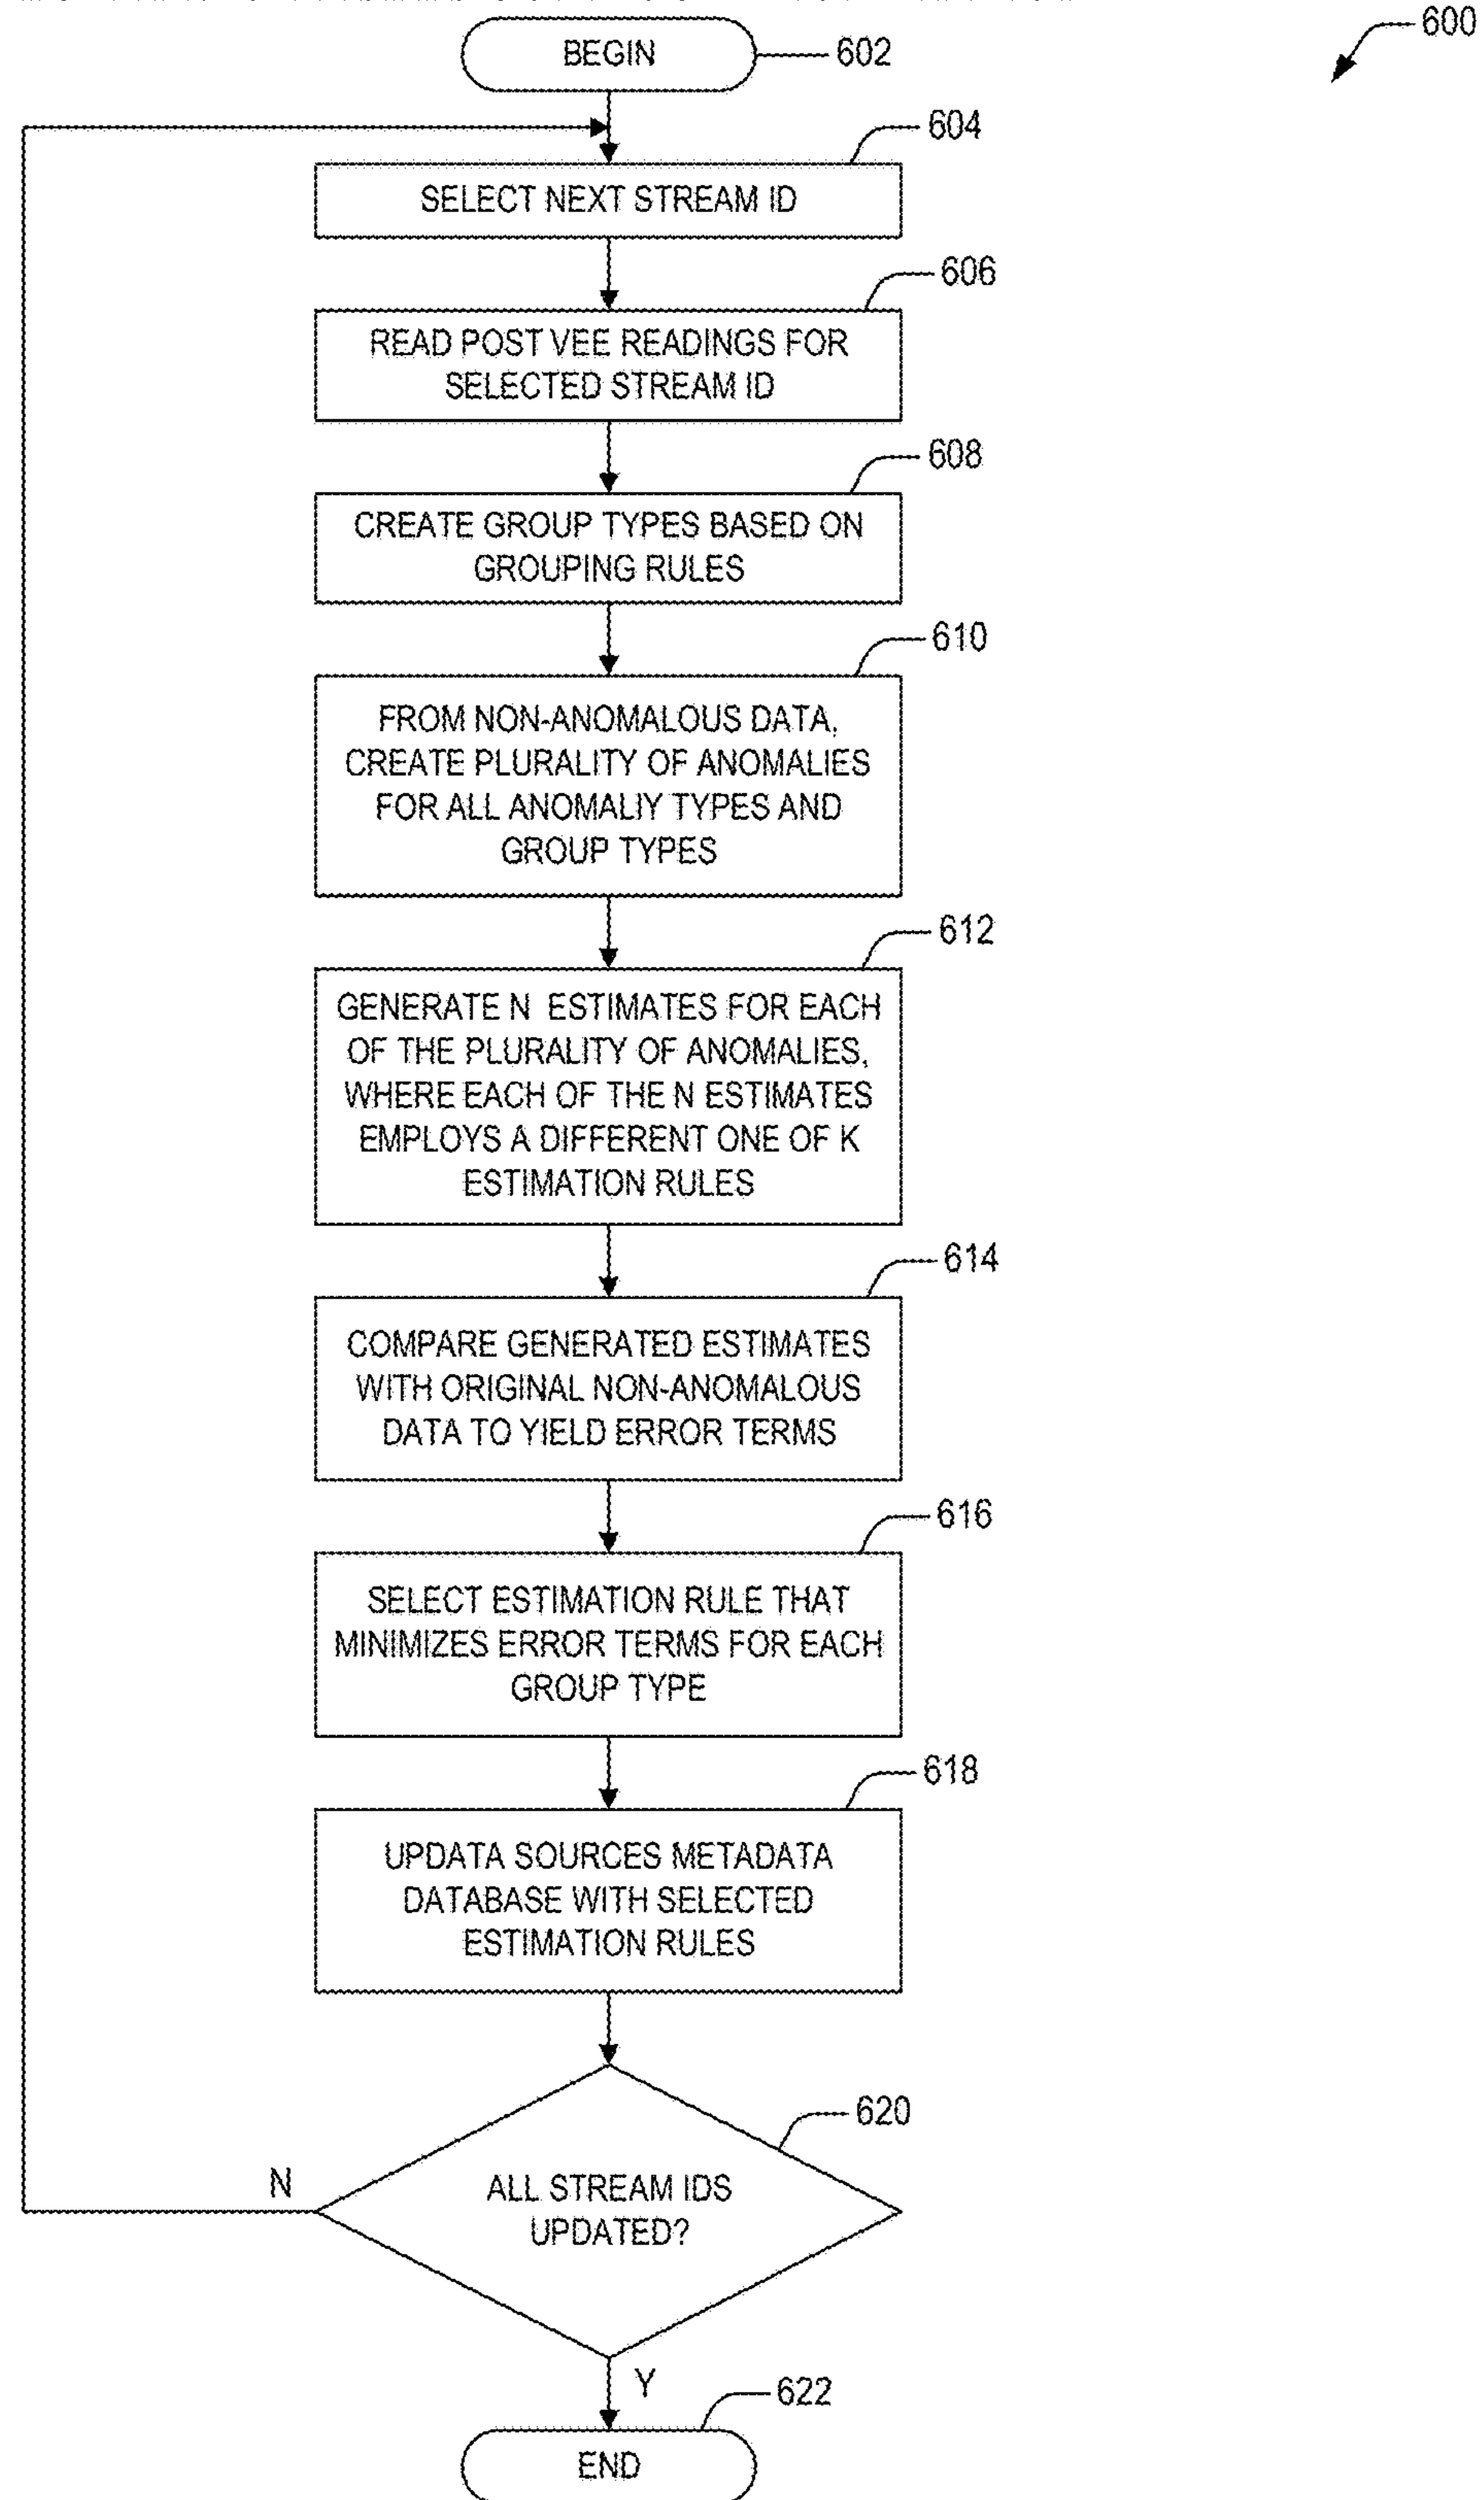 600
BEGIN
602
604
SELECT NEXT STREAM ID
606
READ POST VEE READINGS FOR
SELECTED STREAM ID
608
CREATE GROUP TYPES BASED ON
GROUPING RULES
610
FROM NON-ANOMALOUS DATA,
CREATE PLURALITY OF ANOMALIES
FOR ALL ANOMALIY TYPES AND
GROUP TYPES
612
GENERATE N ESTIMATES FOR EACH
OF THE PLURALITY OF ANOMALIES,
WHERE EACH OF THE N ESTIMATES
EMPLOYS A DIFFERENT ONE OF K
ESTIMATION RULES
614
COMPARE GENERATED ESTIMATES
WITH ORIGINAL NON-ANOMALOUS
DATA TO YIELD ERROR TERMS
616
SELECT ESTIMATION RULE THAT
MINIMIZES ERROR TERMS FOR EACH
GROUP TYPE
618
UPDATA SOURCES METADATA
DATABASE WITH SELECTED
ESTIMATION RULES
620
N
ALL STREAM IDS
UPDATED?
Y
622
END